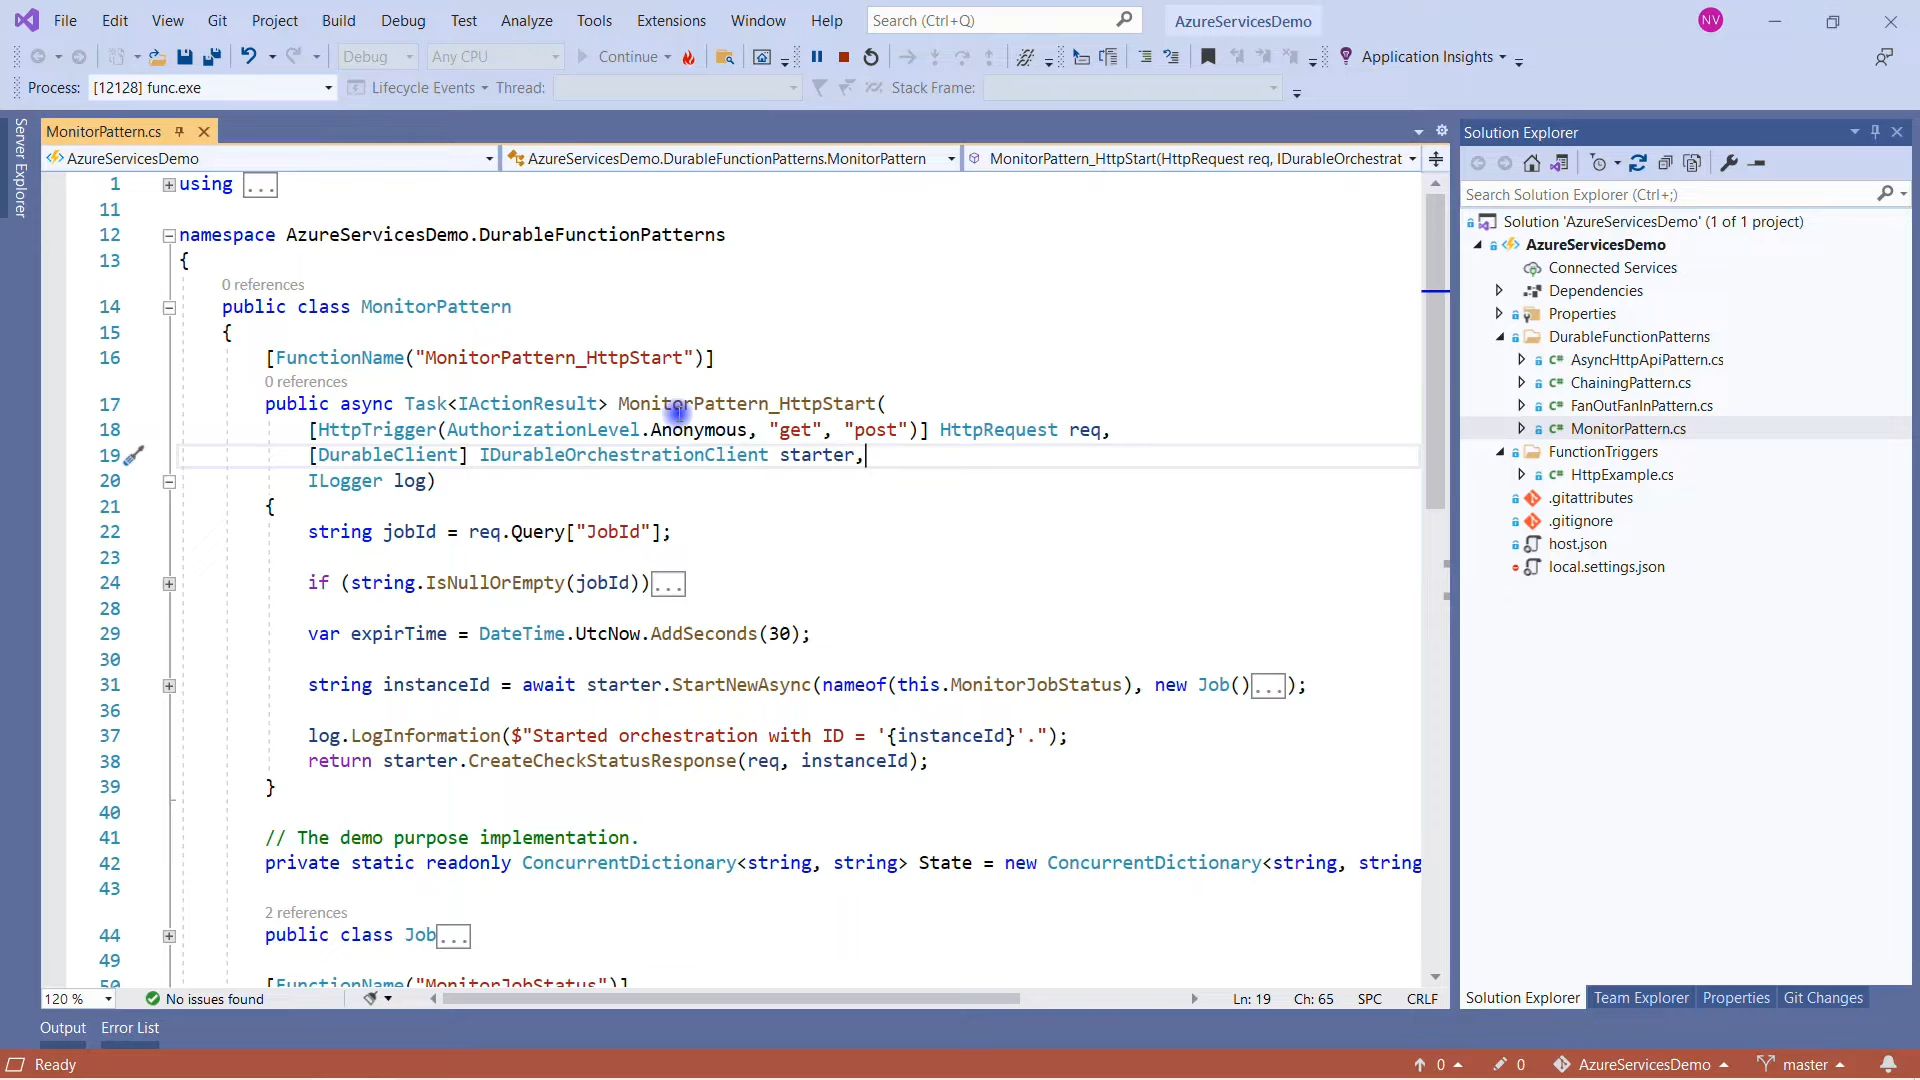 File Edit View Git Project Build Debug Test Analyze Tools Extensions Window Help Search (Ctrl+Q) AzureServicesDemo NV
Debug Any CPU Continue Application Insights
Process: [12128] func.exe Lifecycle Events Thread: Stack Frame:
Server Explorer
MonitorPattern.cs
AzureServicesDemo AzureServicesDemo.DurableFunctionPatterns.MonitorPattern MonitorPattern_HttpStart(HttpRequest req, IDurableOrchestrat
1 using ...
11
12 namespace AzureServicesDemo.DurableFunctionPatterns
13 {
0 references
14 public class MonitorPattern
15 {
16 [FunctionName("MonitorPattern_HttpStart")]
0 references
17 public async Task<IActionResult> MonitorPattern_HttpStart(
18 [HttpTrigger(AuthorizationLevel.Anonymous, "get", "post")] HttpRequest req,
19 [DurableClient] IDurableOrchestrationClient starter,
20 ILogger log)
21 {
22 string jobId = req.Query["JobId"];
23
24 if (string.IsNullOrEmpty(jobId))...
28
29 var expirTime = DateTime.UtcNow.AddSeconds(30);
30
31 string instanceId = await starter.StartNewAsync(nameof(this.MonitorJobStatus), new Job()...);
36
37 log.LogInformation($"Started orchestration with ID = '{instanceId}'.");
38 return starter.CreateCheckStatusResponse(req, instanceId);
39 }
40
41 // The demo purpose implementation.
42 private static readonly ConcurrentDictionary<string, string> State = new ConcurrentDictionary<string, string
43
2 references
44 public class Job...
49
50 [FunctionName("MonitorJobStatus")]
120 % No issues found Ln: 19 Ch: 65 SPC CRLF
Solution Explorer
Search Solution Explorer (Ctrl+;)
Solution 'AzureServicesDemo' (1 of 1 project)
AzureServicesDemo
Connected Services
Dependencies
Properties
DurableFunctionPatterns
C# AsyncHttpApiPattern.cs
C# ChainingPattern.cs
C# FanOutFanInPattern.cs
C# MonitorPattern.cs
FunctionTriggers
C# HttpExample.cs
.gitattributes
.gitignore
host.json
local.settings.json
Solution Explorer Team Explorer Properties Git Changes
Output Error List
Ready 0 0 AzureServicesDemo master